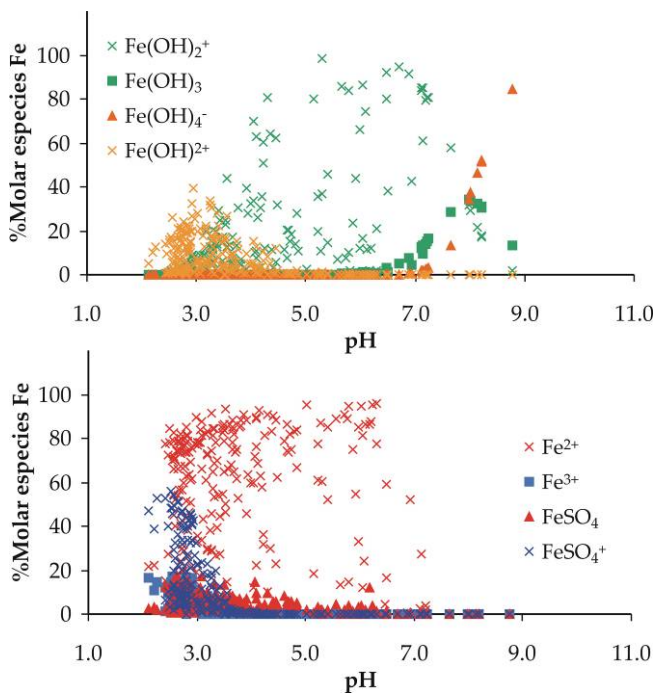 %Molar especies Fe
100
80
60
40
20
0
Fe(OH)₂⁺
Fe(OH)₃
Fe(OH)₄⁻
Fe(OH)²⁺
1.0 3.0 5.0 7.0 9.0 11.0
pH
%Molar especies Fe
100
80
60
40
20
0
Fe²⁺
Fe³⁺
FeSO₄
FeSO₄⁺
1.0 3.0 5.0 7.0 9.0 11.0
pH